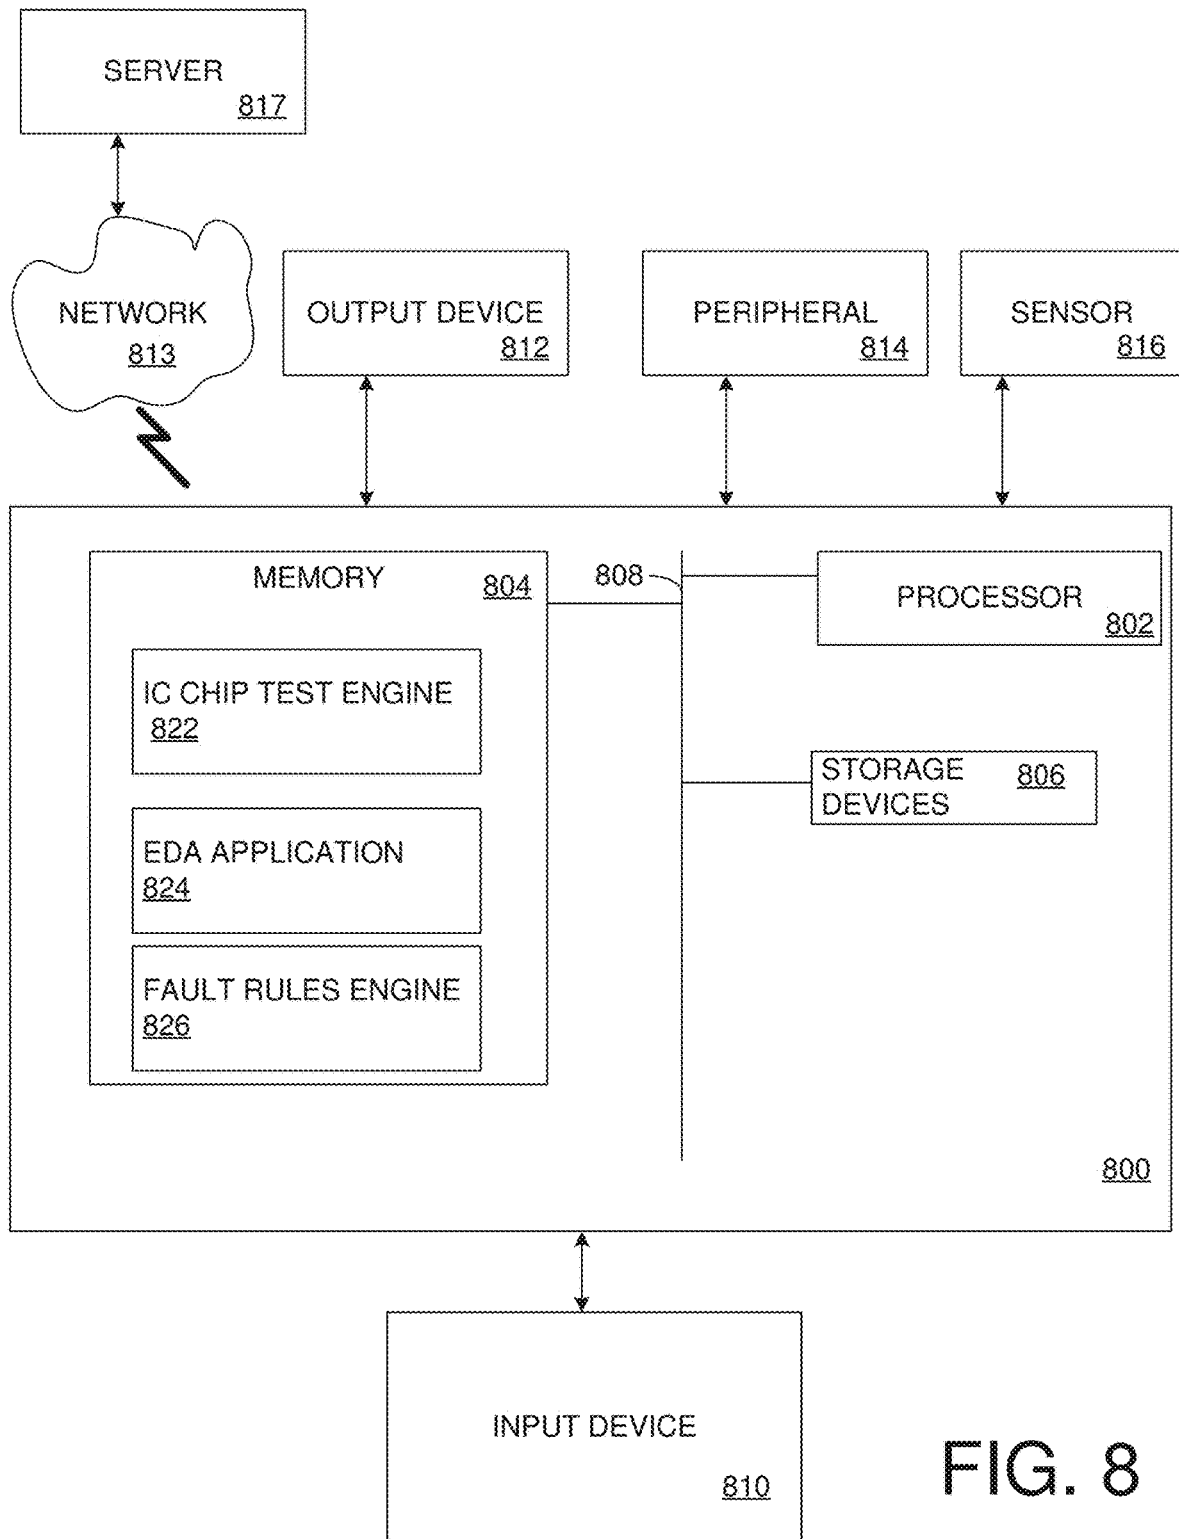 SERVER
817
NETWORK
813
OUTPUT DEVICE
812
PERIPHERAL
814
SENSOR
816
MEMORY
804
808
PROCESSOR
802
IC CHIP TEST ENGINE
822
STORAGE
DEVICES
806
EDA APPLICATION
824
FAULT RULES ENGINE
826
800
INPUT DEVICE
810
FIG. 8